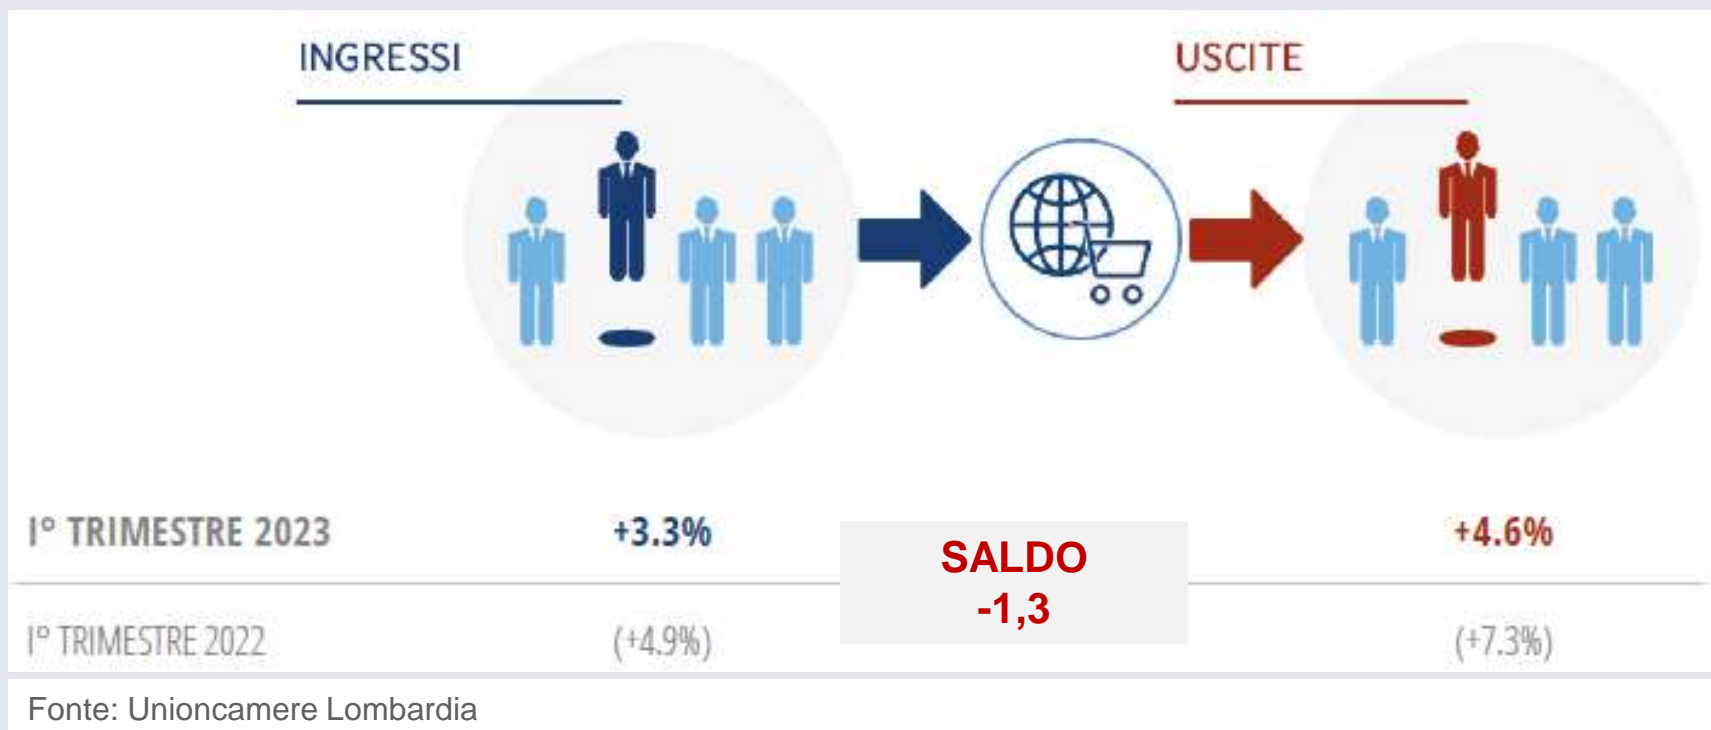 INGRESSI
USCITE
I° TRIMESTRE 2023
+3.3%
+4.6%
SALDO
-1,3
I° TRIMESTRE 2022
(+4.9%)
(+7.3%)
Fonte: Unioncamere Lombardia